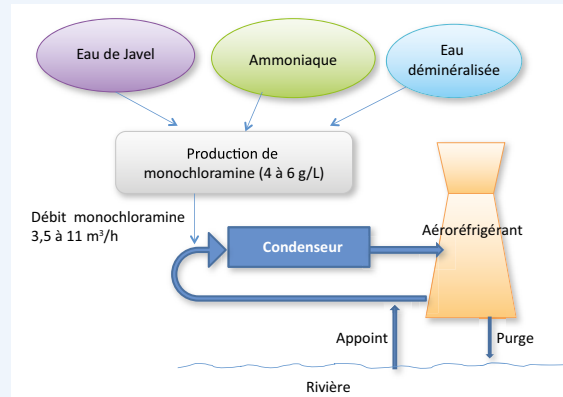 Eau de Javel
Ammoniaque
Eau
déminéralisée
Production de
monochloramine (4 à 6 g/L)
Débit monochloramine
3,5 à 11 m³/h
Condenseur
Aéroréfrigérant
Appoint
Purge
Rivière